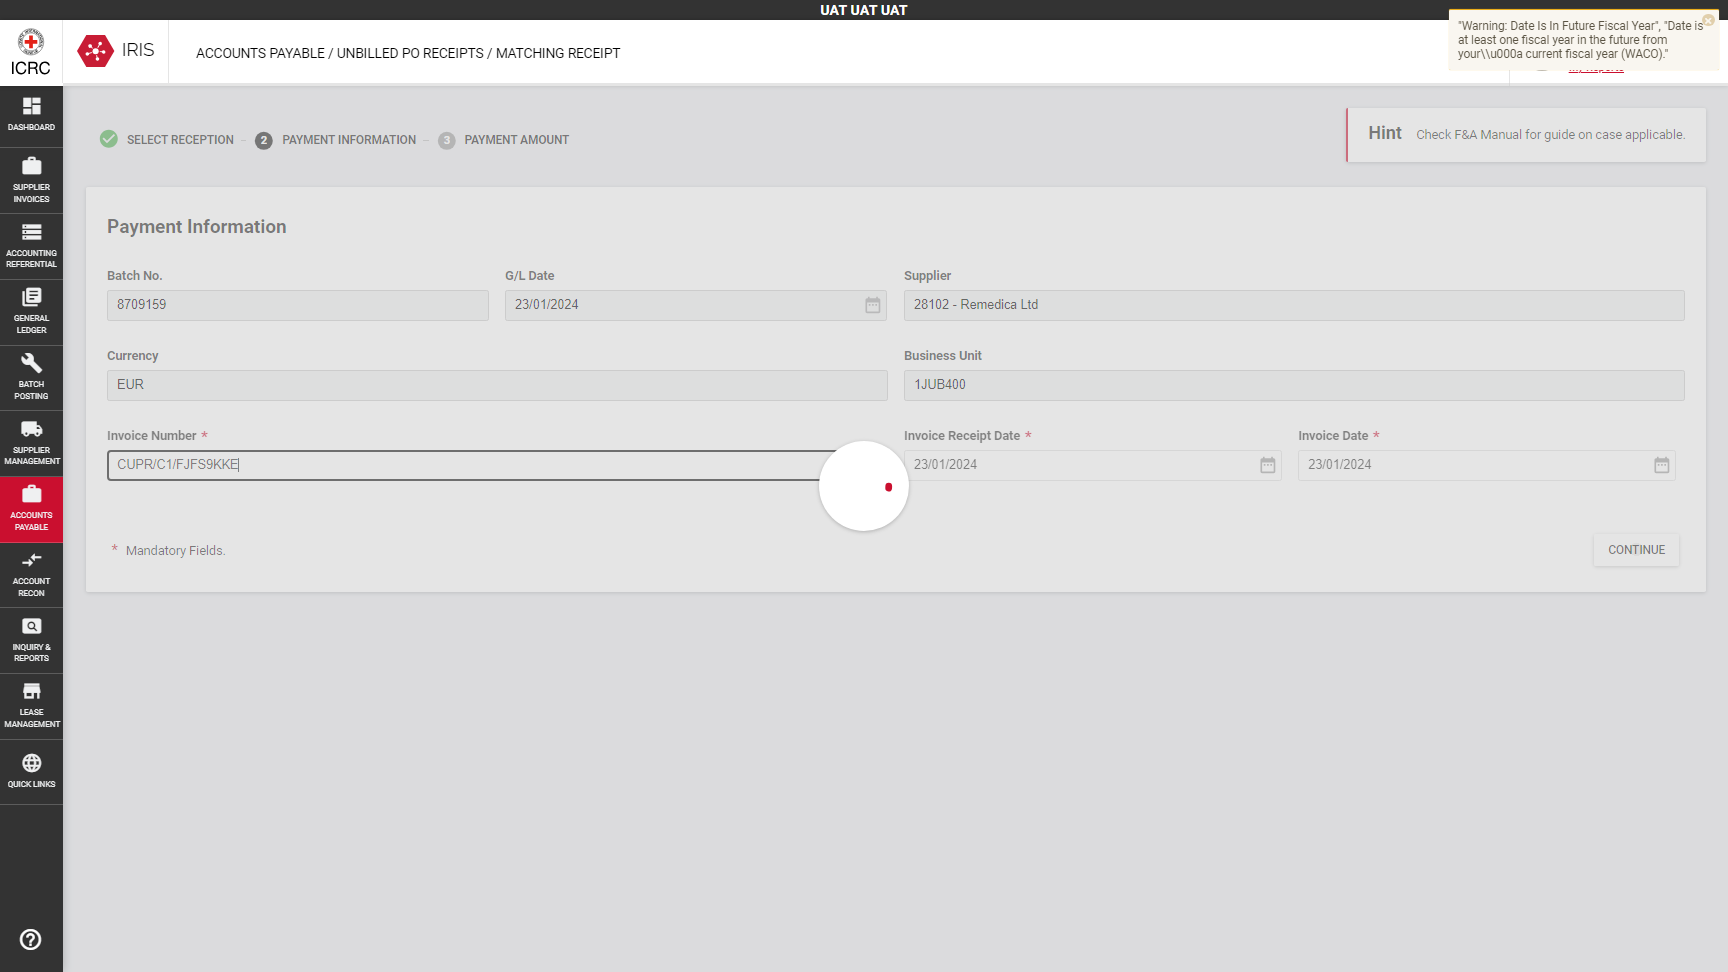 UAT UAT UAT
ICRC
IRIS
ACCOUNTS PAYABLE / UNBILLED PO RECEIPTS / MATCHING RECEIPT
"Warning: Date Is In Future Fiscal Year", "Date is
at least one fiscal year in the future from
your\\u000a current fiscal year (WACO)."
My Reports
DASHBOARD
SUPPLIER
INVOICES
ACCOUNTING
REFERENTIAL
GENERAL
LEDGER
BATCH
POSTING
SUPPLIER
MANAGEMENT
ACCOUNTS
PAYABLE
ACCOUNT
RECON
INQUIRY &
REPORTS
LEASE
MANAGEMENT
QUICK LINKS
SELECT RECEPTION – 2 PAYMENT INFORMATION – 3 PAYMENT AMOUNT
Hint Check F&A Manual for guide on case applicable.
Payment Information
Batch No. G/L Date Supplier
8709159 23/01/2024 28102 - Remedica Ltd
Currency Business Unit
EUR 1JUB400
Invoice Number * Invoice Receipt Date * Invoice Date *
CUPR/C1/FJFS9KKE 23/01/2024 23/01/2024
* Mandatory Fields.
CONTINUE